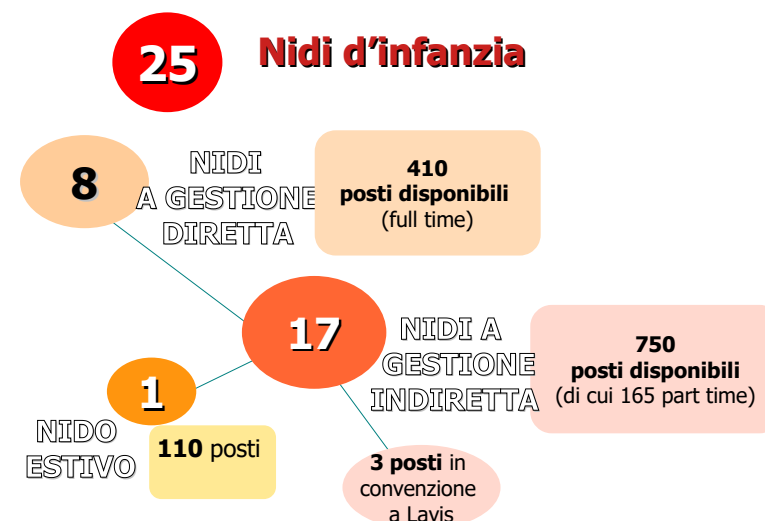 25
Nidi d'infanzia
8
NIDI
A GESTIONE
DIRETTA
410
posti disponibili
(full time)
17
NIDI A
GESTIONE
INDIRETTA
750
posti disponibili
(di cui 165 part time)
1
NIDO
ESTIVO
110 posti
3 posti in
convenzione
a Lavis